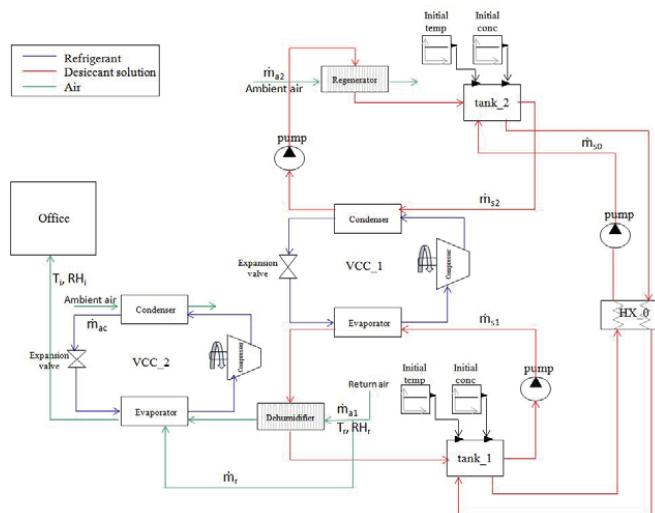 Refrigerant
Desiccant solution
Air
Initial
temp
Initial
conc
ṁa2
Ambient air
Regenerator
tank_2
pump
ṁs0
ṁs2
pump
Office
Condenser
Expansion
valve
VCC_1
Compressor
Ti, RHi
Ambient air
Condenser
Evaporator
ṁs1
HX_0
ṁac
Expansion
valve
VCC_2
Compressor
Return air
Initial
temp
Initial
conc
pump
Evaporator
Dehumidifier
ṁa1
Tr, RHr
tank_1
ṁr